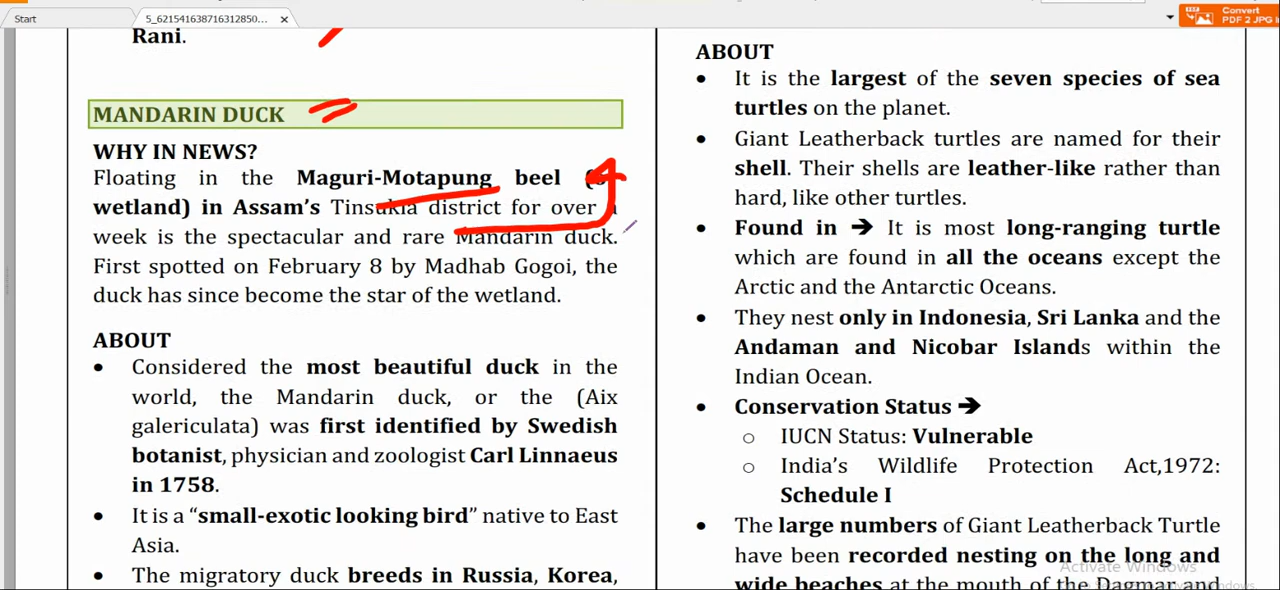 Start
5_621541638716312850...
Convert
PDF 2 JPG
Rani.
MANDARIN DUCK
WHY IN NEWS?
Floating in the Maguri-Motapung beel
wetland) in Assam's Tinsukia district for over a
week is the spectacular and rare Mandarin duck.
First spotted on February 8 by Madhab Gogoi, the
duck has since become the star of the wetland.
ABOUT
• Considered the most beautiful duck in the
world, the Mandarin duck, or the (Aix
galericulata) was first identified by Swedish
botanist, physician and zoologist Carl Linnaeus
in 1758.
• It is a “small-exotic looking bird” native to East
Asia.
• The migratory duck breeds in Russia, Korea,
ABOUT
• It is the largest of the seven species of sea
turtles on the planet.
• Giant Leatherback turtles are named for their
shell. Their shells are leather-like rather than
hard, like other turtles.
• Found in ➔ It is most long-ranging turtle
which are found in all the oceans except the
Arctic and the Antarctic Oceans.
• They nest only in Indonesia, Sri Lanka and the
Andaman and Nicobar Islands within the
Indian Ocean.
• Conservation Status ➔
o IUCN Status: Vulnerable
o India's Wildlife Protection Act,1972:
Schedule I
• The large numbers of Giant Leatherback Turtle
have been recorded nesting on the long and
wide beaches at the mouth of the Dagmar and
Activate Windows